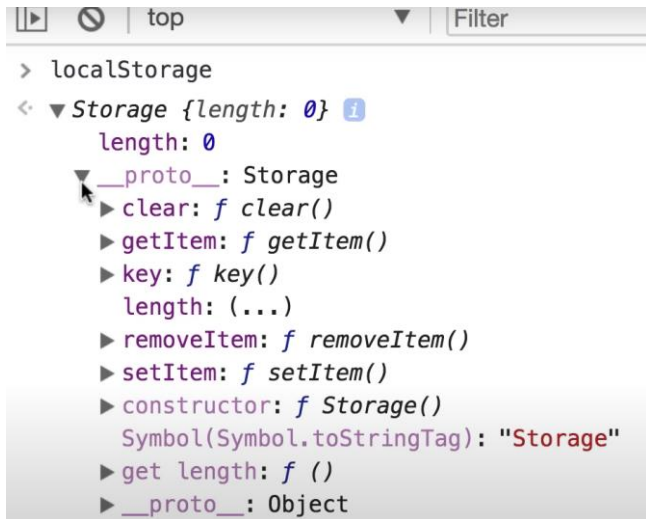 top Filter
> localStorage
Storage {length: 0} i
length: 0
__proto__: Storage
clear: ƒ clear()
getItem: ƒ getItem()
key: ƒ key()
length: (...)
removeItem: ƒ removeItem()
setItem: ƒ setItem()
constructor: ƒ Storage()
Symbol(Symbol.toStringTag): "Storage"
get length: ƒ ()
__proto__: Object